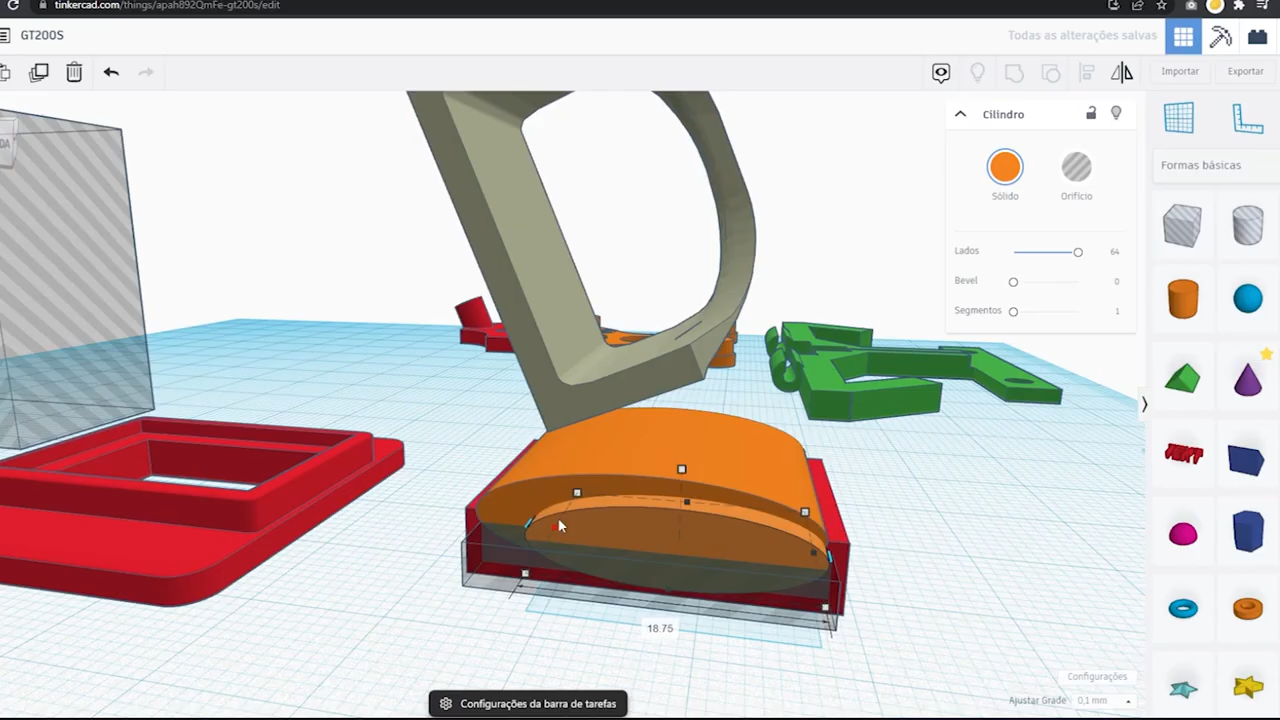 tinkercad.com/things/apah892QmFe-gt200s/edit
GT200S
Todas as alterações salvas
Importar
Exportar
Cilindro
Sólido
Orifício
Formas básicas
Lados
64
Bevel
0
Segmentos
1
DA
18.75
Configurações
Ajustar Grade
0,1 mm
Configurações da barra de tarefas